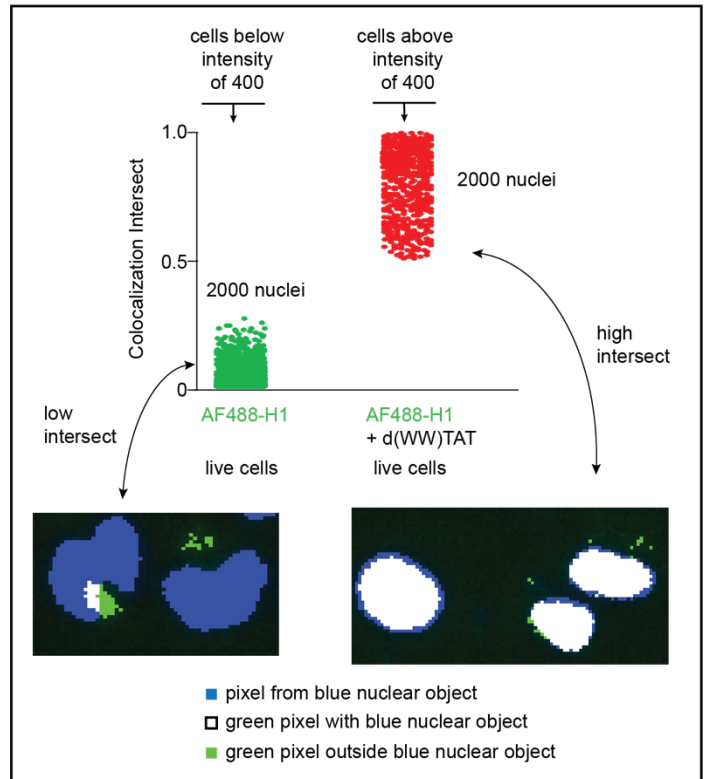 cells below
intensity
of 400
cells above
intensity
of 400
Colocalization Intersect
1.0
0.5
0
2000 nuclei
2000 nuclei
low
intersect
high
intersect
AF488-H1
live cells
AF488-H1
+ d(WW)TAT
live cells
pixel from blue nuclear object
green pixel with blue nuclear object
green pixel outside blue nuclear object